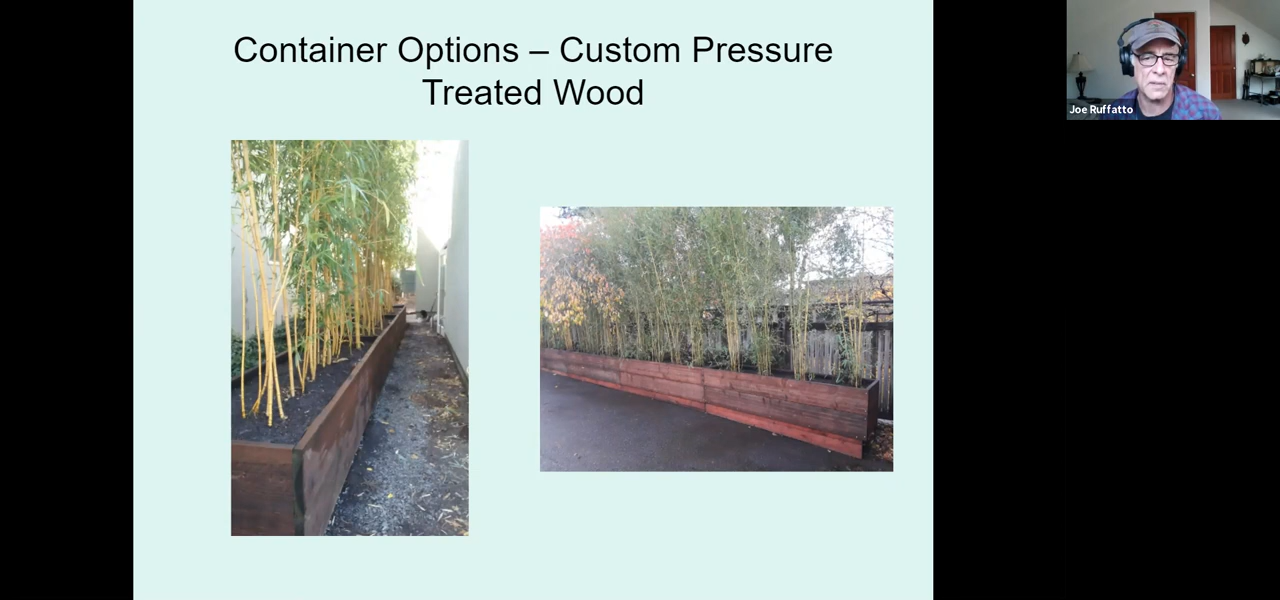 Container Options – Custom Pressure
Treated Wood
Joe Ruffatto